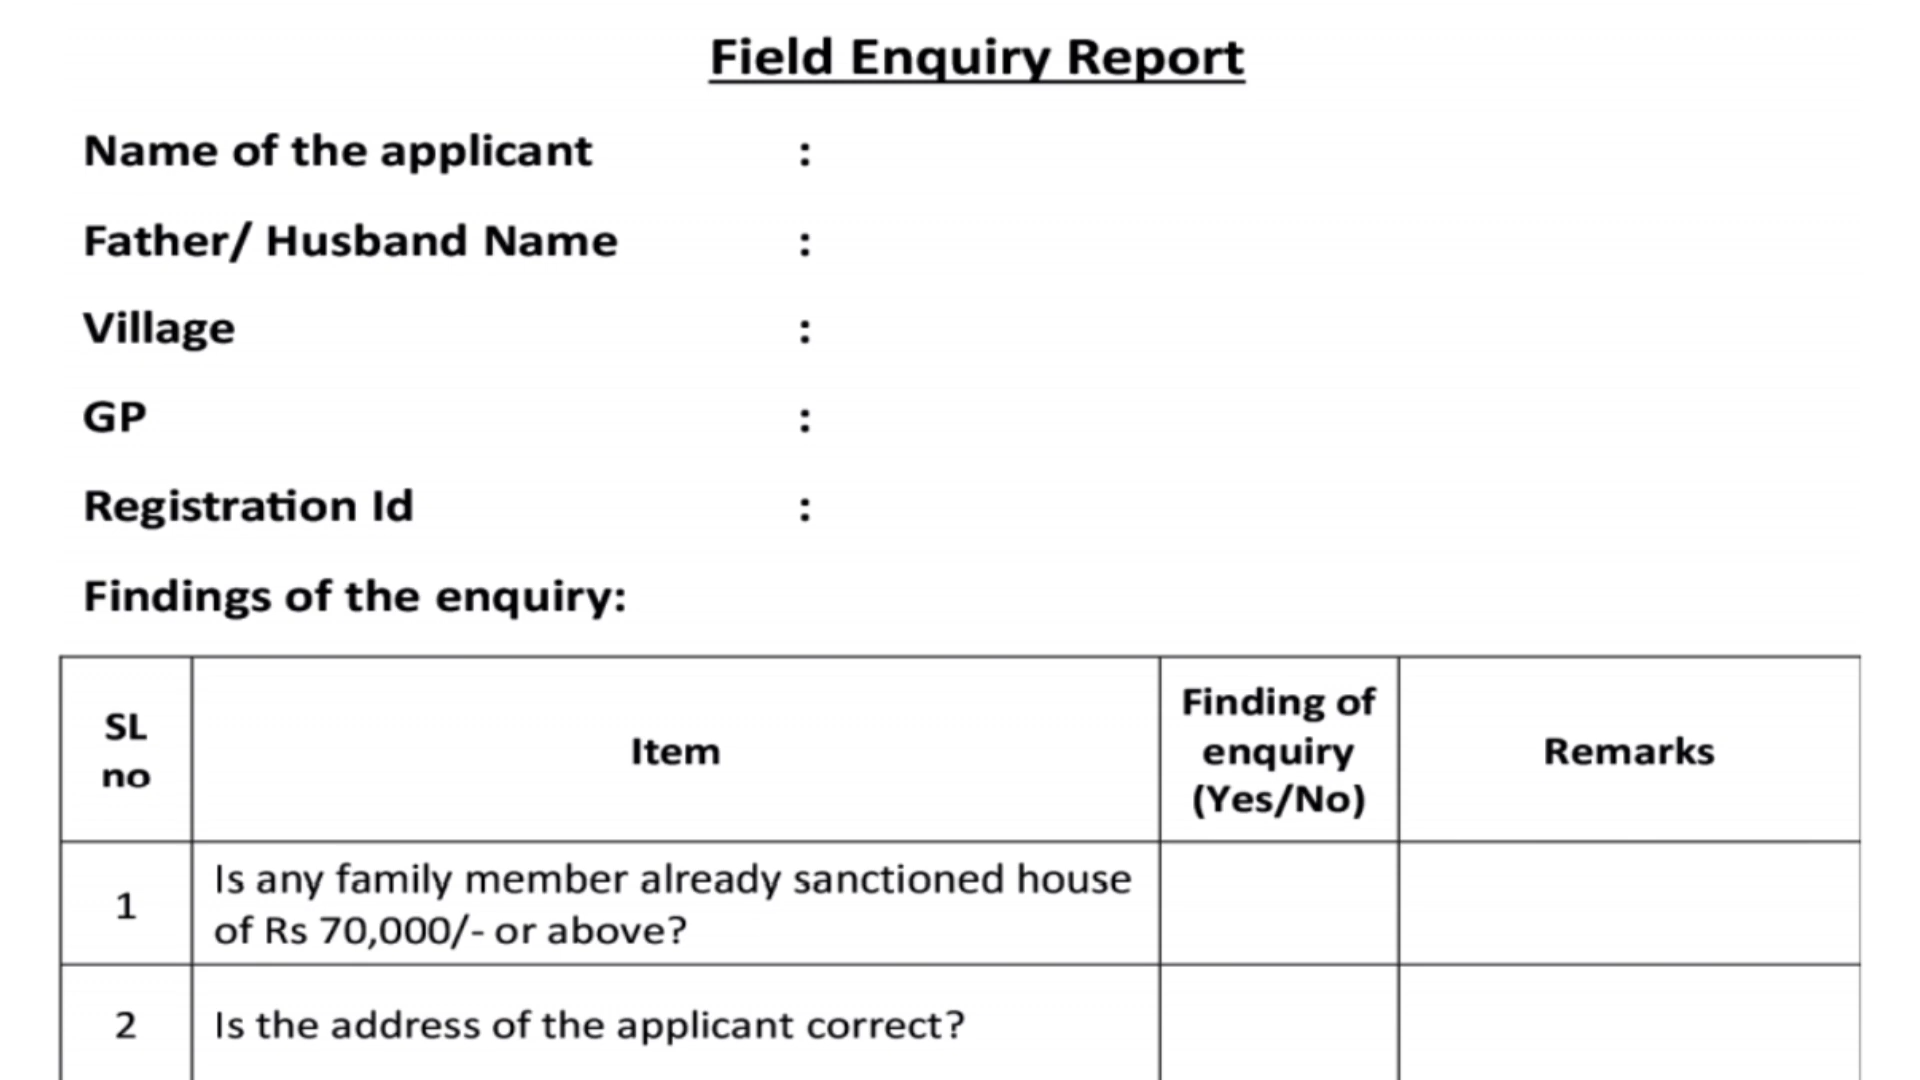 Field Enquiry Report
Name of the applicant :
Father/ Husband Name :
Village :
GP :
Registration Id :
Findings of the enquiry:
SL no Item Finding of enquiry (Yes/No) Remarks
1 Is any family member already sanctioned house
of Rs 70,000/- or above?
2 Is the address of the applicant correct?